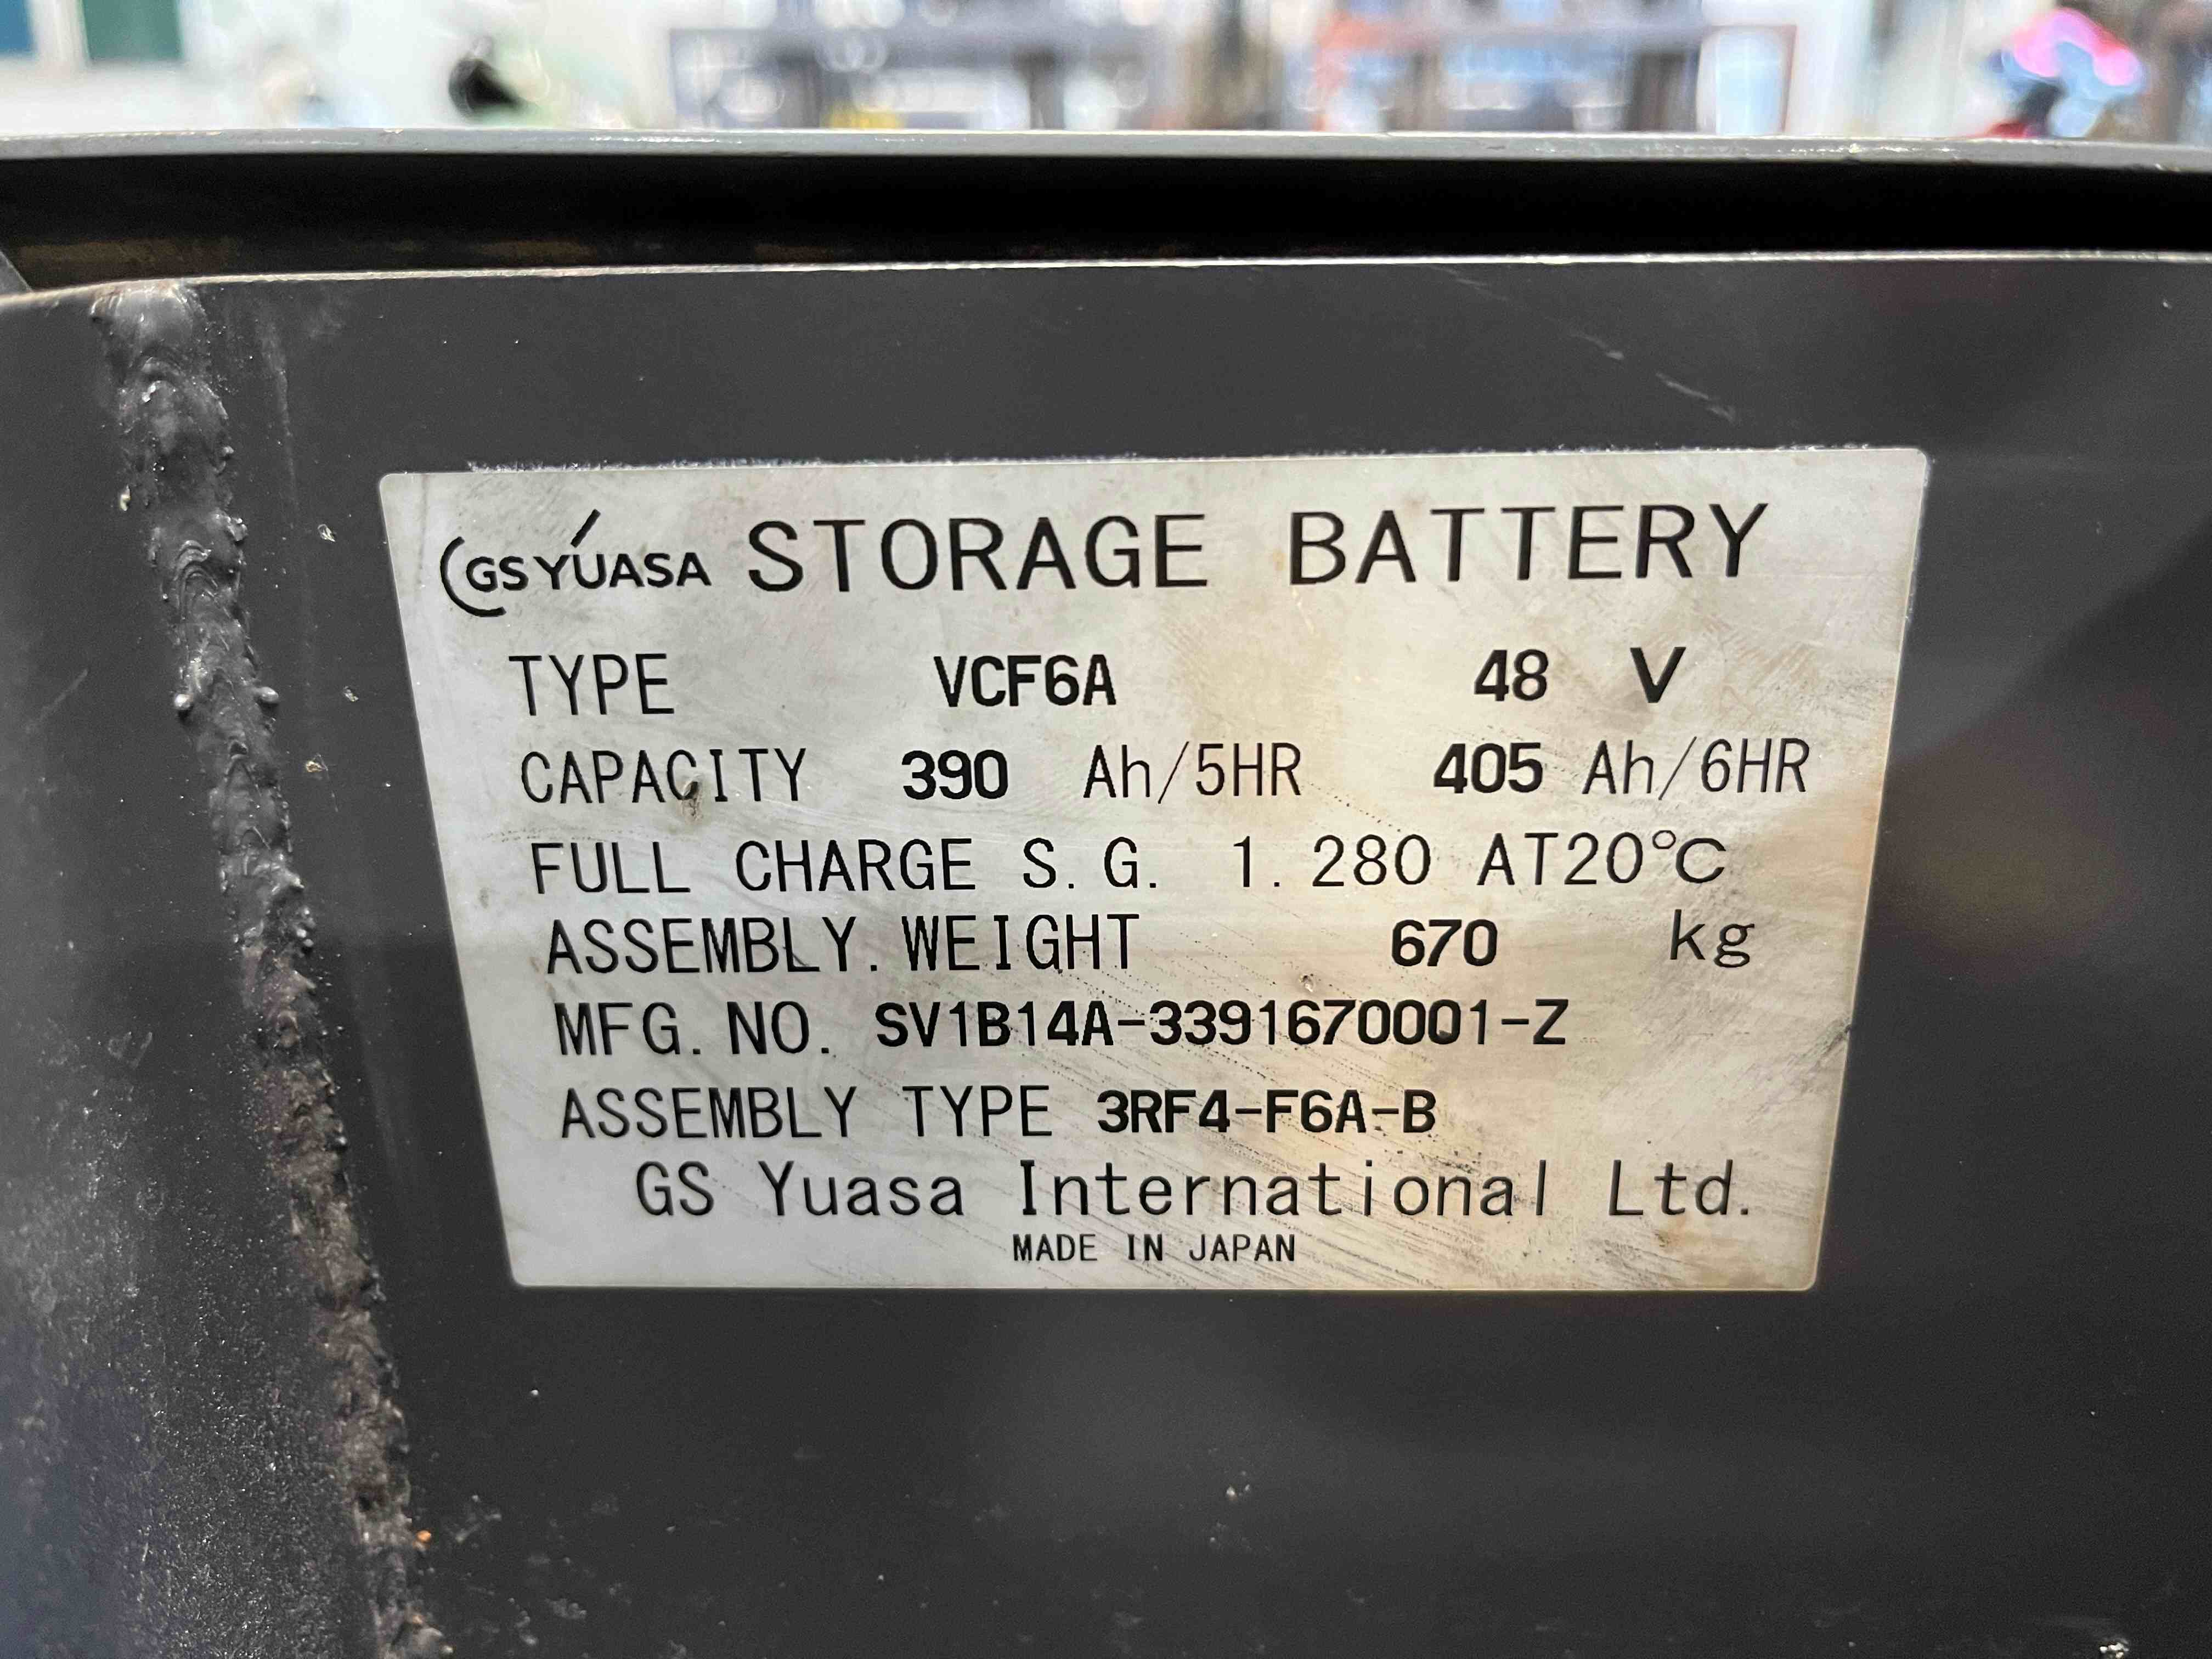 GS YUASA STORAGE BATTERY
TYPE VCF6A 48 V
CAPACITY 390 Ah/5HR 405 Ah/6HR
FULL CHARGE S.G. 1.280 AT20℃
ASSEMBLY.WEIGHT 670 kg
MFG.NO. SV1B14A-3391670001-Z
ASSEMBLY TYPE 3RF4-F6A-B
GS Yuasa International Ltd.
MADE IN JAPAN